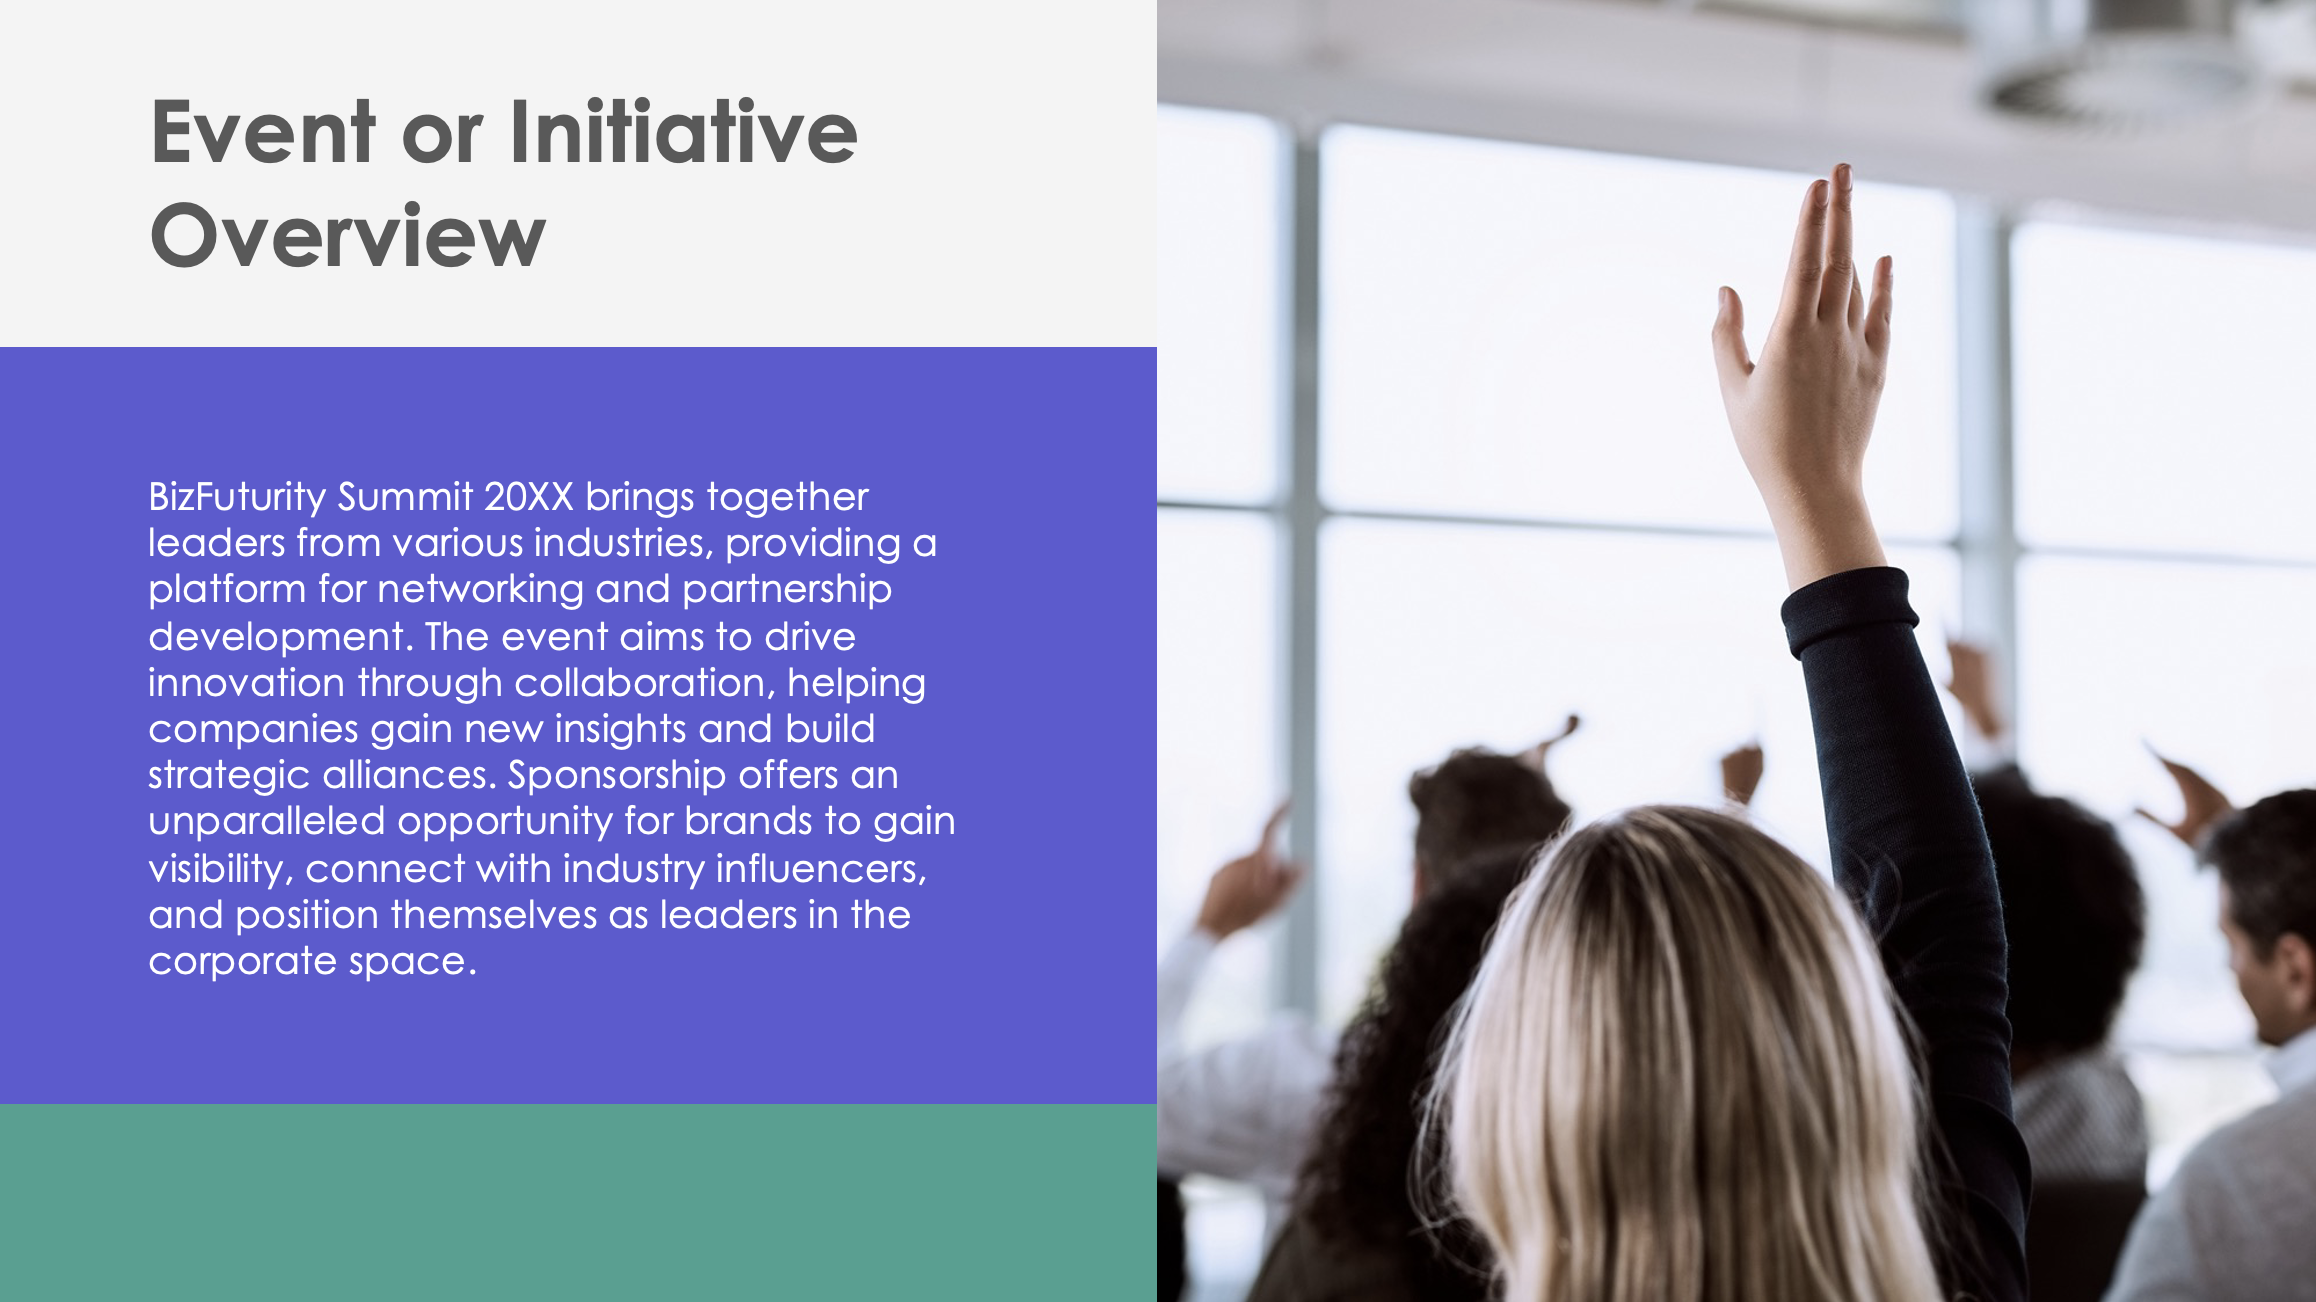 Event or Initiative
Overview
BizFuturity Summit 20XX brings together
leaders from various industries, providing a
platform for networking and partnership
development. The event aims to drive
innovation through collaboration, helping
companies gain new insights and build
strategic alliances. Sponsorship offers an
unparalleled opportunity for brands to gain
visibility, connect with industry influencers,
and position themselves as leaders in the
corporate space.